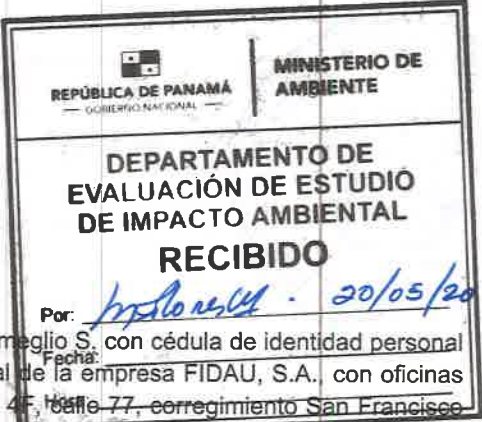 REPÚBLICA DE PANAMÁ
— GOBIERNO NACIONAL —
MINISTERIO DE
AMBIENTE
DEPARTAMENTO DE
EVALUACIÓN DE ESTUDIO
DE IMPACTO AMBIENTAL
RECIBIDO
Por: 20/05/20
meglio S. con cédula de identidad personal
Fecha:
al de la empresa FIDAU, S.A., con oficinas
4F, 77, corregimiento San Francisco